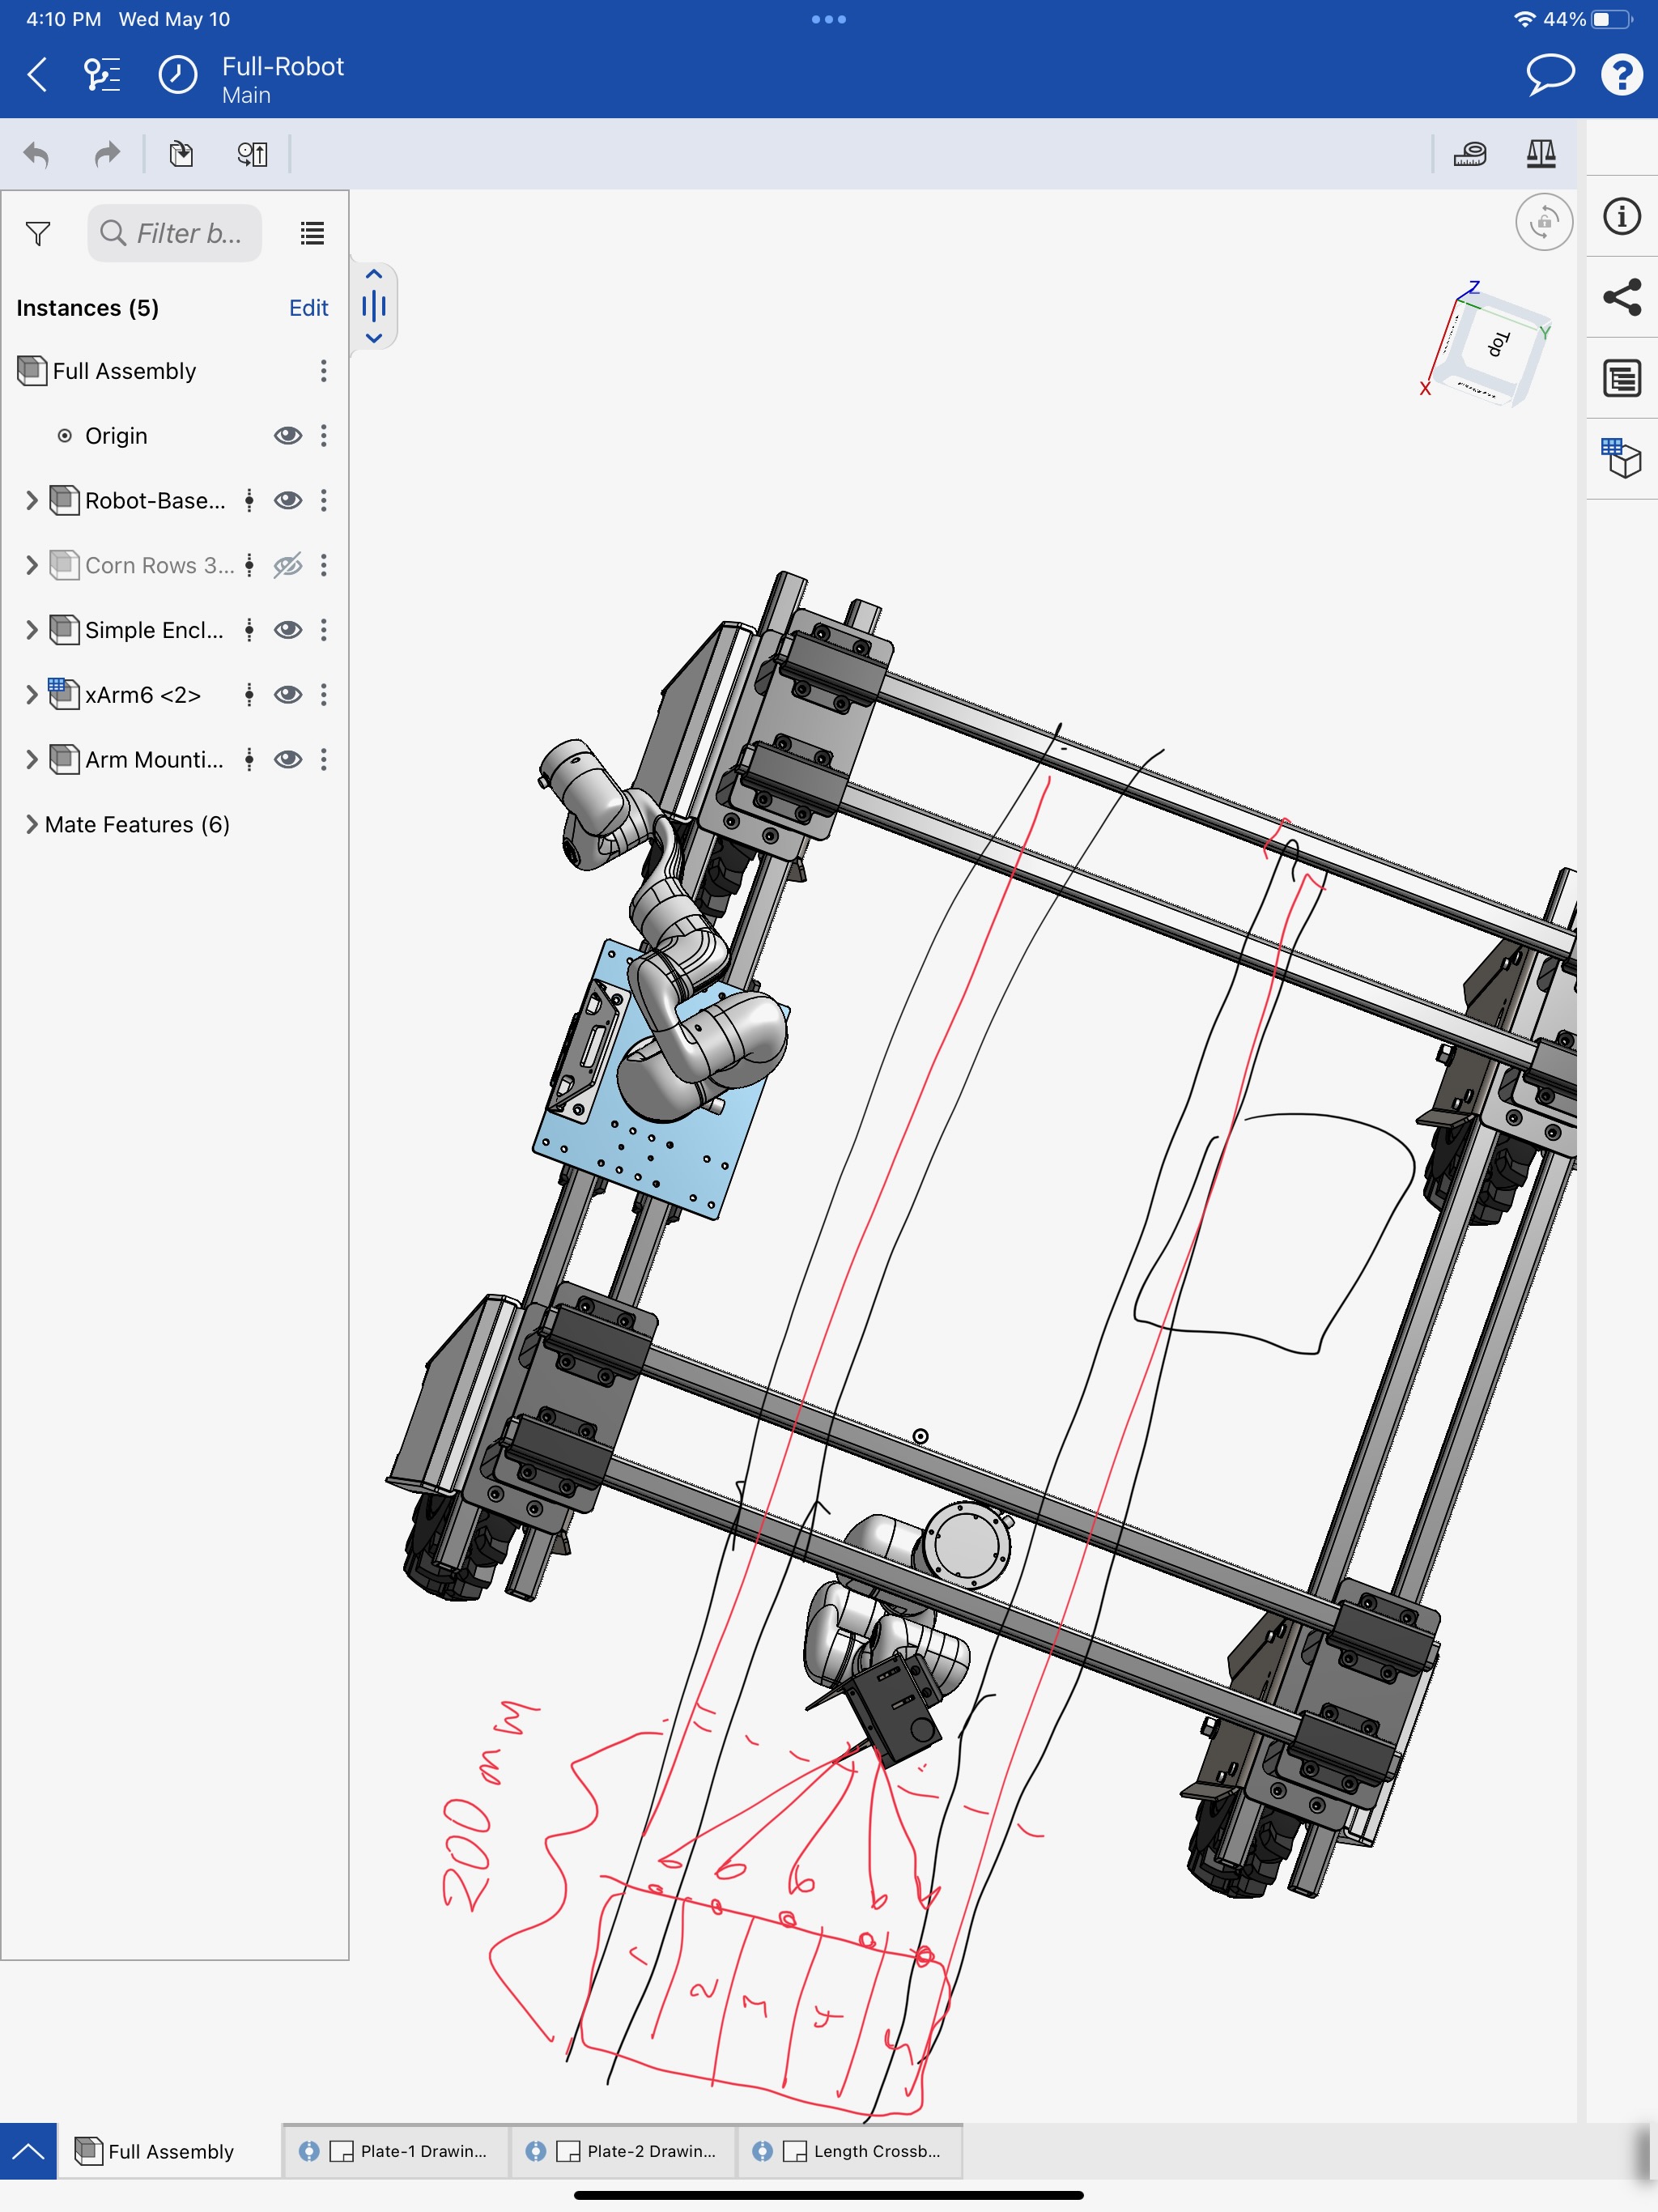 4:10 PM Wed May 10
44%
Full-Robot
Main
Filter b...
Instances (5)
Edit
Full Assembly
Origin
Robot-Base...
Corn Rows 3...
Simple Encl...
xArm6 <2>
Arm Mounti...
Mate Features (6)
Z
Y
X
Top
200 mm
1
2
3
4
5
Full Assembly
Plate-1 Drawin...
Plate-2 Drawin...
Length Crossb...